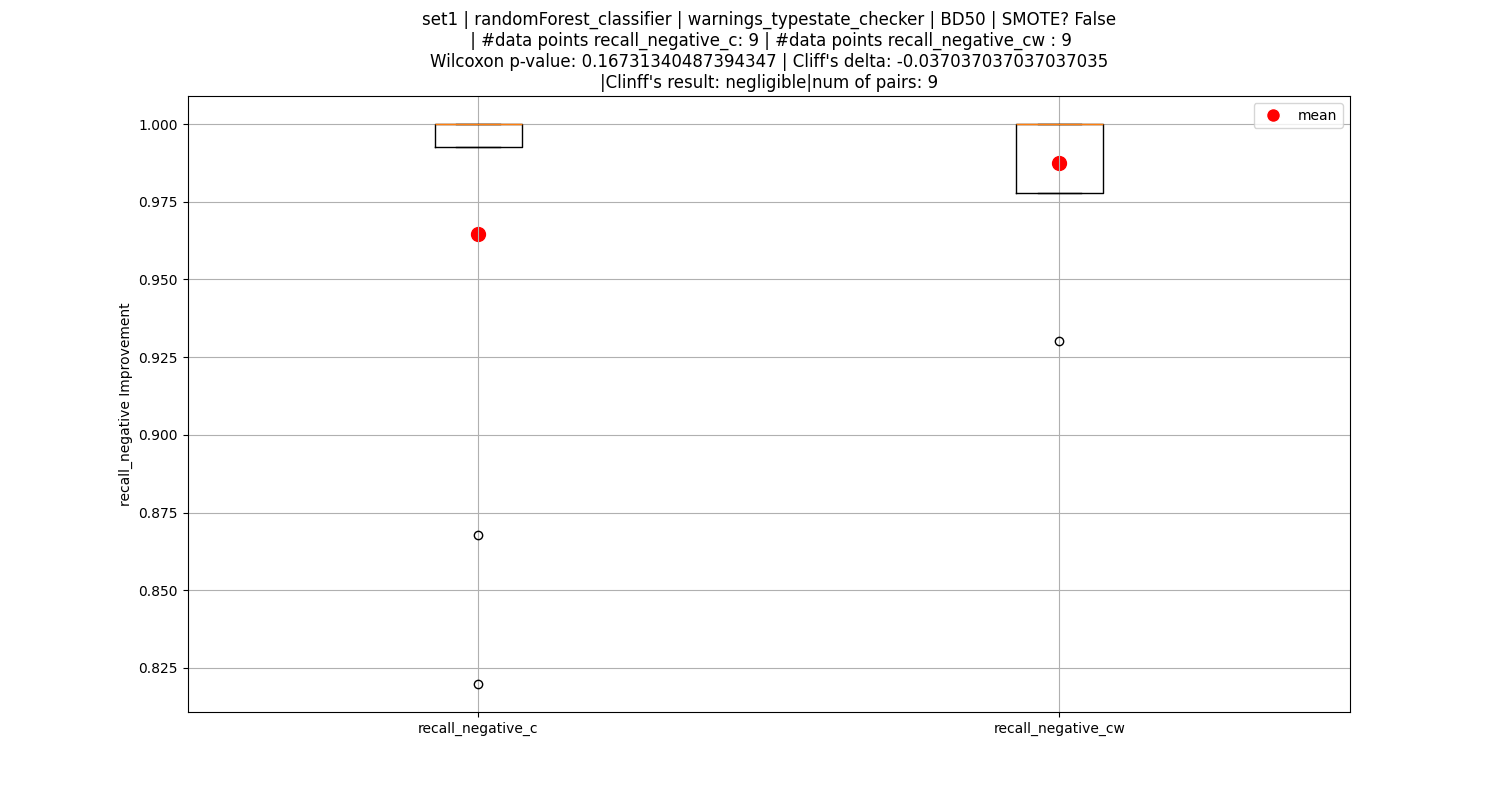 set1 | randomForest_classifier | warnings_typestate_checker | BD50 | SMOTE? False
| #data points recall_negative_c: 9 | #data points recall_negative_cw : 9
Wilcoxon p-value: 0.16731340487394347 | Cliff's delta: -0.037037037037037035
|Clinff's result: negligible|num of pairs: 9
mean
1.000
0.975
0.950
0.925
0.900
0.875
0.850
0.825
recall_negative Improvement
recall_negative_c
recall_negative_cw